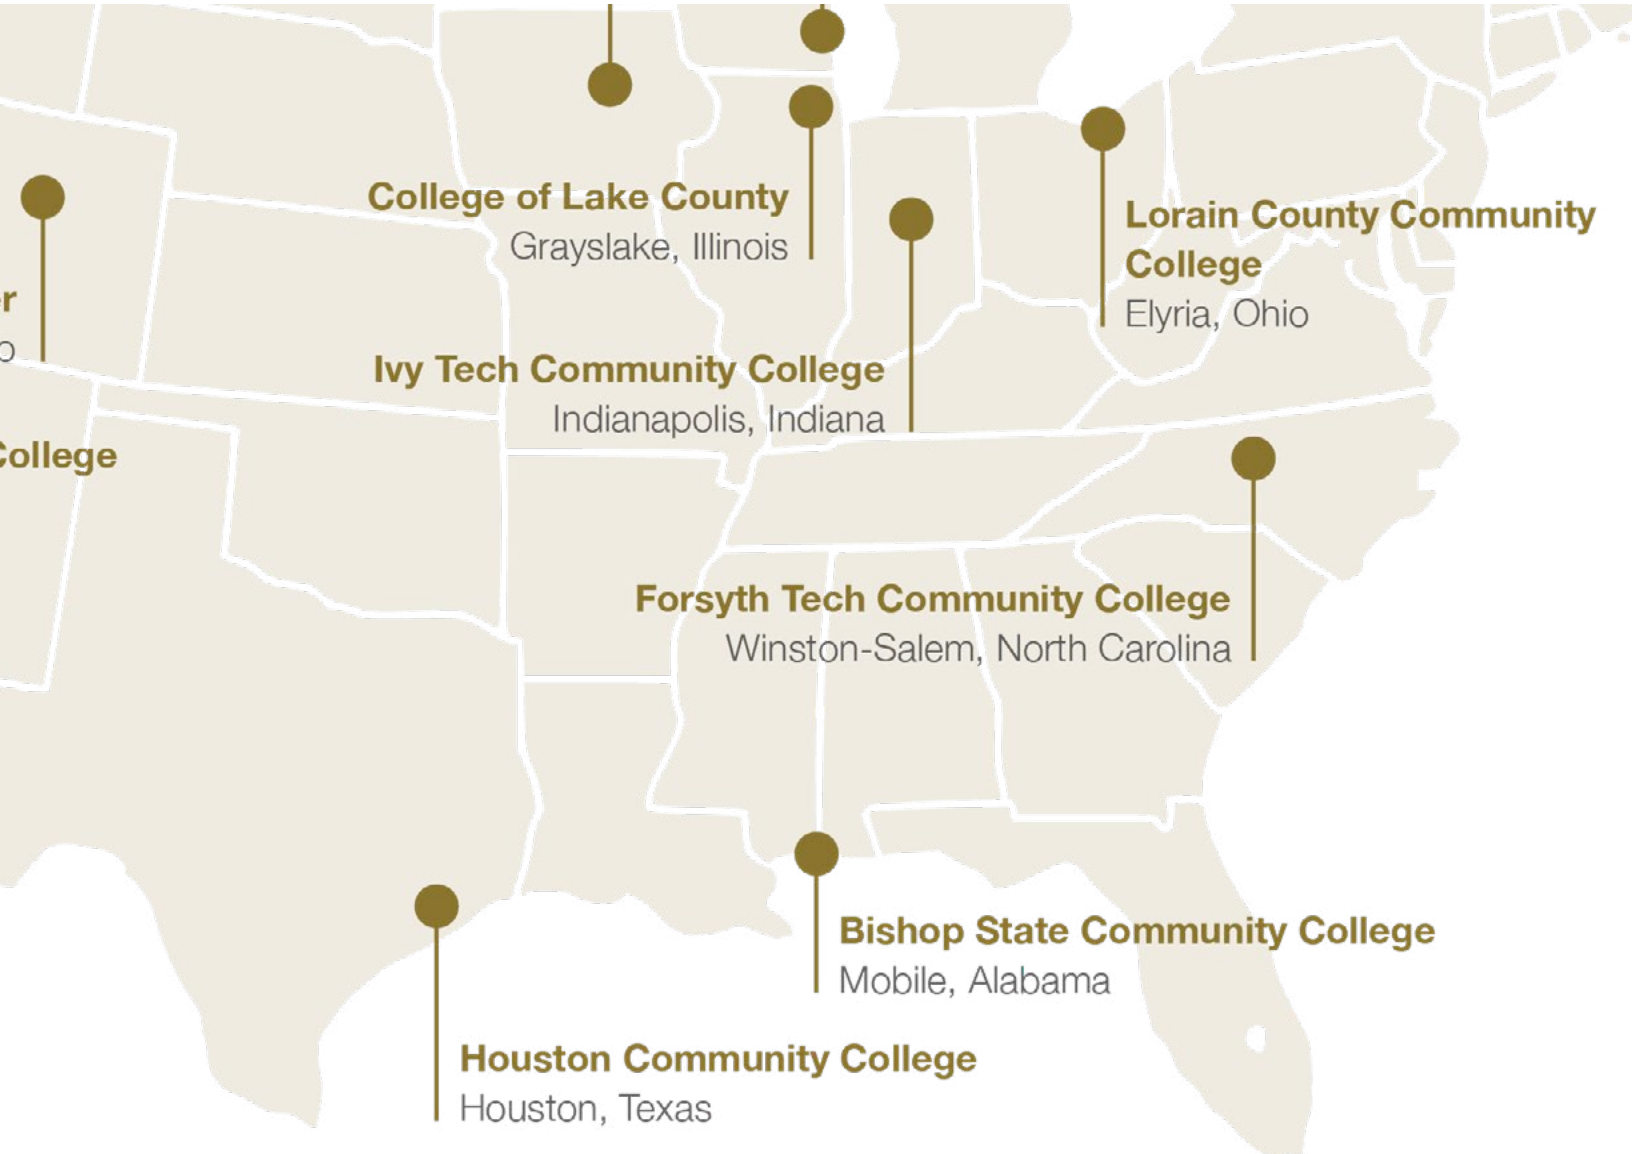 College of Lake County
Grayslake, Illinois
Lorain County Community
College
Elyria, Ohio
r
o
Ivy Tech Community College
Indianapolis, Indiana
College
Forsyth Tech Community College
Winston-Salem, North Carolina
Bishop State Community College
Mobile, Alabama
Houston Community College
Houston, Texas